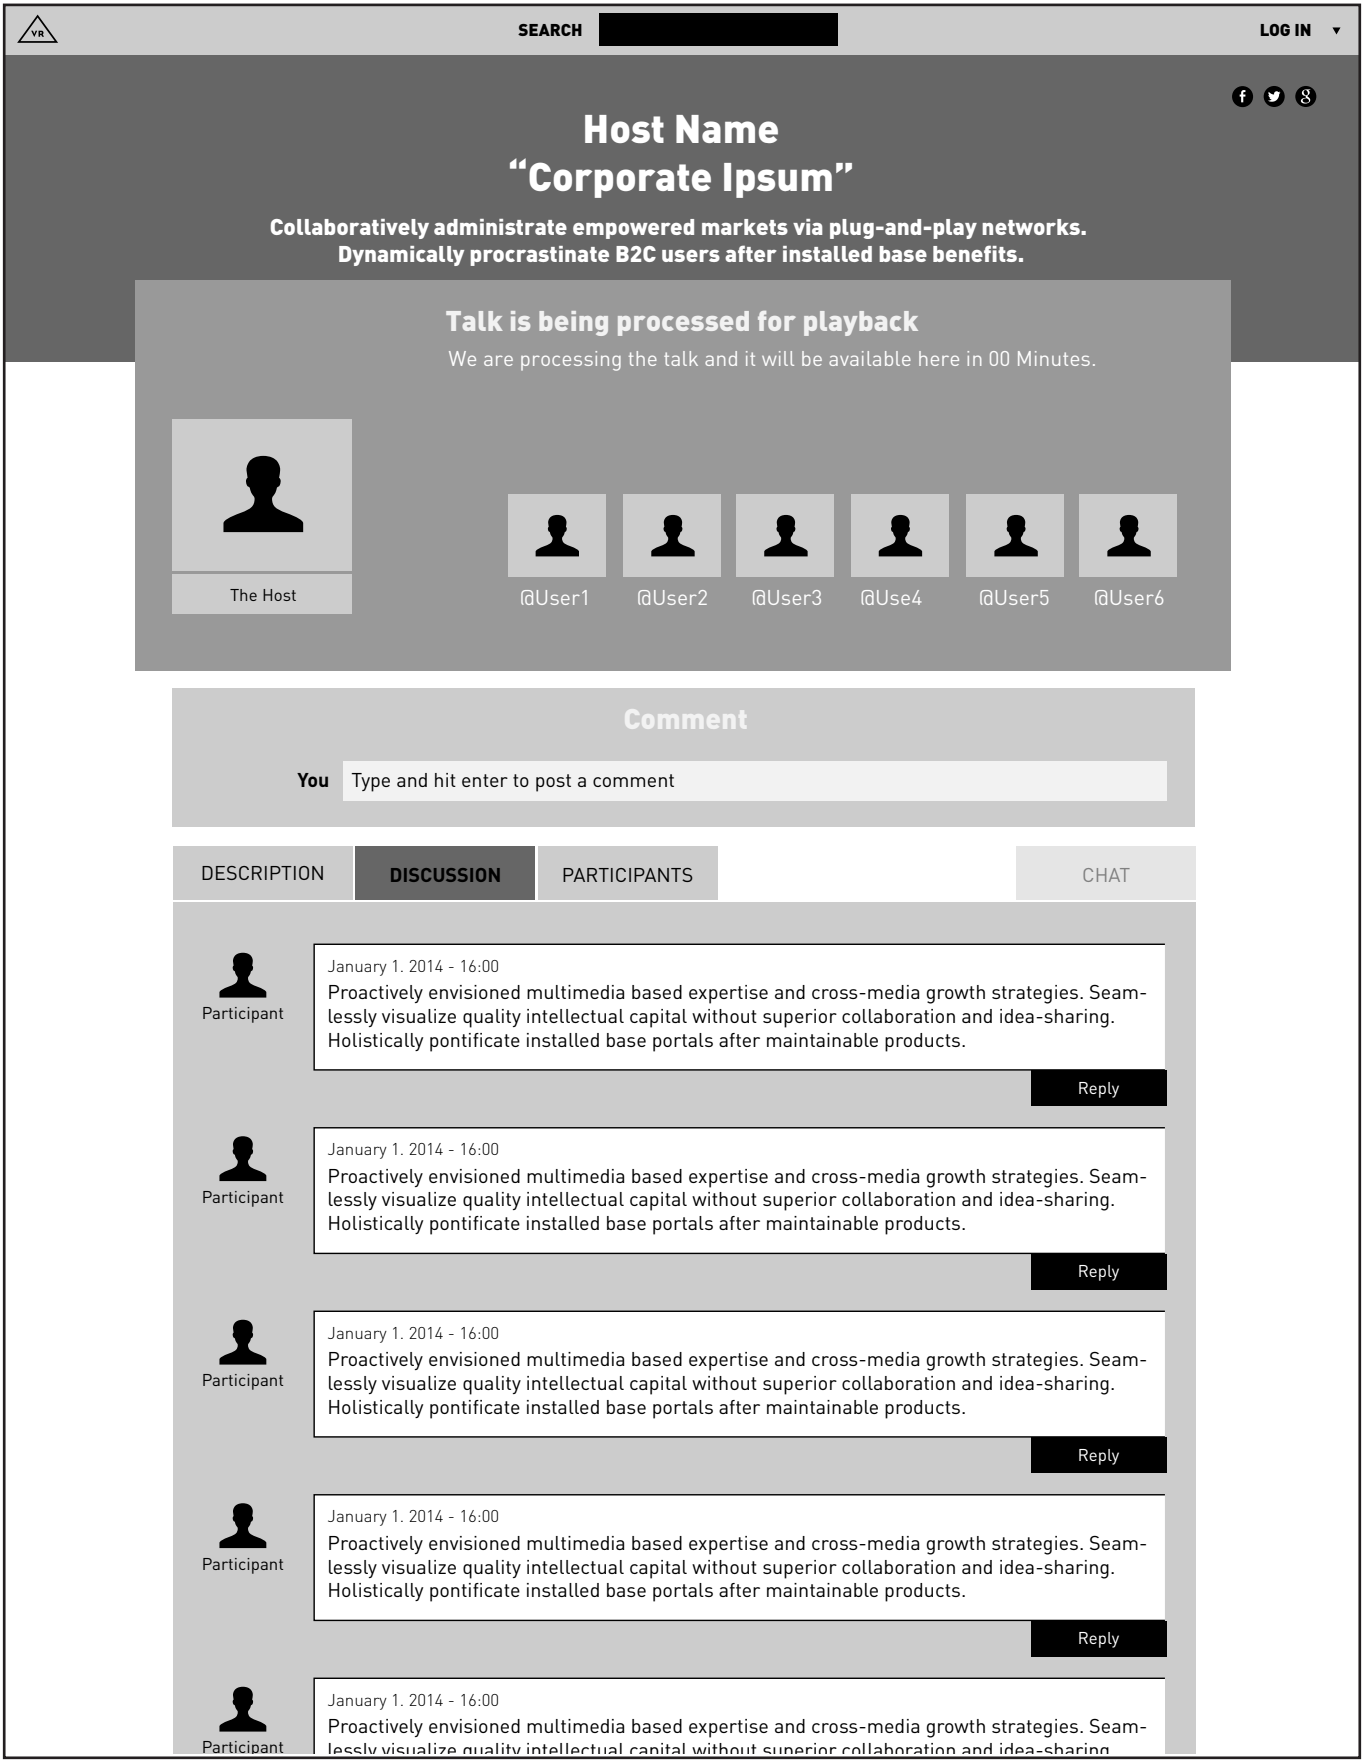 VR
SEARCH
LOG IN
Host Name
“Corporate Ipsum”
Collaboratively administrate empowered markets via plug-and-play networks.
Dynamically procrastinate B2C users after installed base benefits.
Talk is being processed for playback
We are processing the talk and it will be available here in 00 Minutes.
The Host
@User1
@User2
@User3
@Use4
@User5
@User6
Comment
You
Type and hit enter to post a comment
DESCRIPTION
DISCUSSION
PARTICIPANTS
CHAT
Participant
January 1. 2014 - 16:00
Proactively envisioned multimedia based expertise and cross-media growth strategies. Seam-
lessly visualize quality intellectual capital without superior collaboration and idea-sharing.
Holistically pontificate installed base portals after maintainable products.
Reply
Participant
January 1. 2014 - 16:00
Proactively envisioned multimedia based expertise and cross-media growth strategies. Seam-
lessly visualize quality intellectual capital without superior collaboration and idea-sharing.
Holistically pontificate installed base portals after maintainable products.
Reply
Participant
January 1. 2014 - 16:00
Proactively envisioned multimedia based expertise and cross-media growth strategies. Seam-
lessly visualize quality intellectual capital without superior collaboration and idea-sharing.
Holistically pontificate installed base portals after maintainable products.
Reply
Participant
January 1. 2014 - 16:00
Proactively envisioned multimedia based expertise and cross-media growth strategies. Seam-
lessly visualize quality intellectual capital without superior collaboration and idea-sharing.
Holistically pontificate installed base portals after maintainable products.
Reply
Participant
January 1. 2014 - 16:00
Proactively envisioned multimedia based expertise and cross-media growth strategies. Seam-
lessly visualize quality intellectual capital without superior collaboration and idea-sharing.